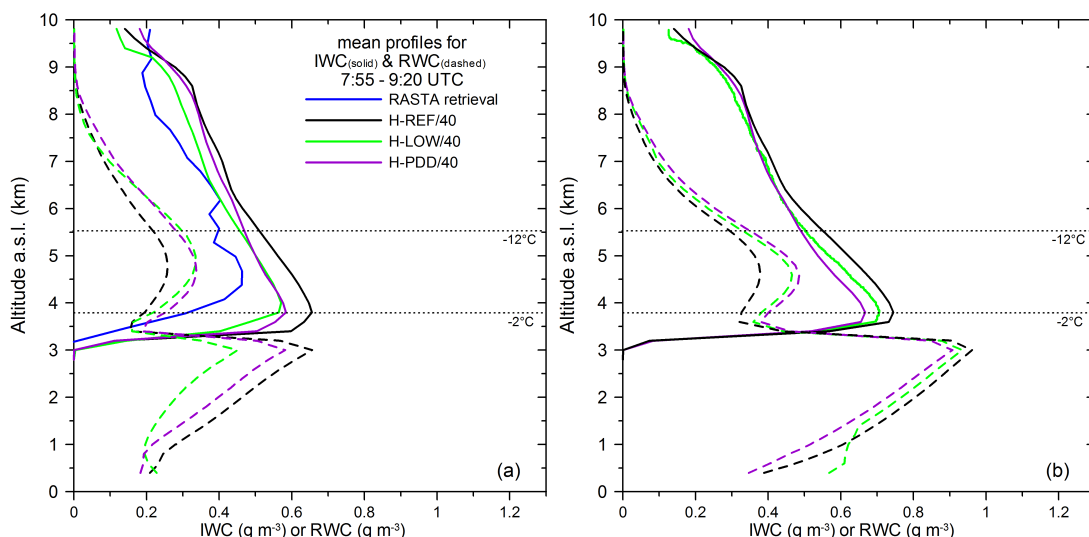 mean profiles for
IWC(solid) & RWC(dashed)
7:55 - 9:20 UTC
RASTA retrieval
H-REF/40
H-LOW/40
H-PDD/40
10
9
8
7
6
5
4
3
2
1
0
Altitude a.s.l. (km)
-12°C
-2°C
(a)
0 0.2 0.4 0.6 0.8 1 1.2
IWC (g m⁻³) or RWC (g m⁻³)
10
9
8
7
6
5
4
3
2
1
0
Altitude a.s.l. (km)
-12°C
-2°C
(b)
0 0.2 0.4 0.6 0.8 1 1.2
IWC (g m⁻³) or RWC (g m⁻³)